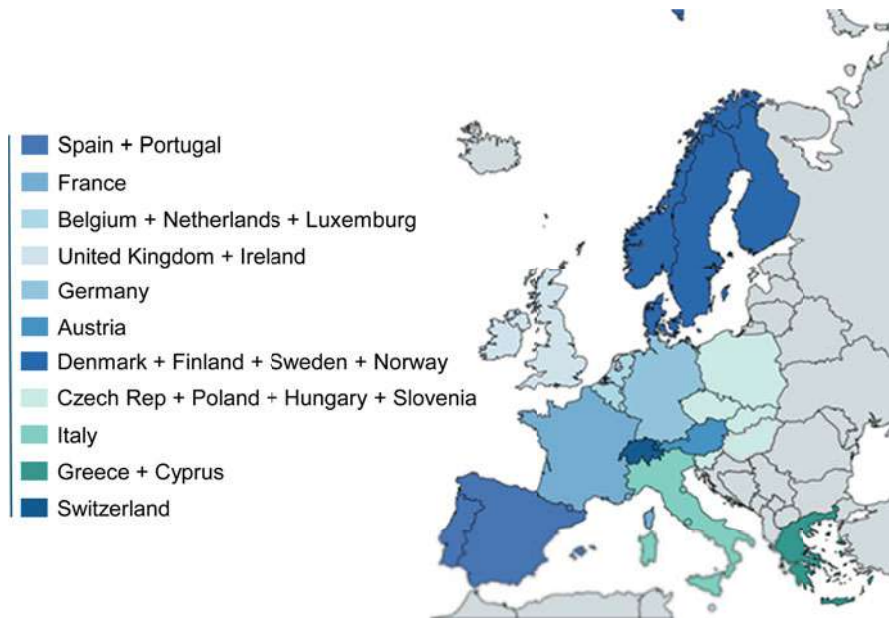 Spain + Portugal
France
Belgium + Netherlands + Luxemburg
United Kingdom + Ireland
Germany
Austria
Denmark + Finland + Sweden + Norway
Czech Rep + Poland + Hungary + Slovenia
Italy
Greece + Cyprus
Switzerland